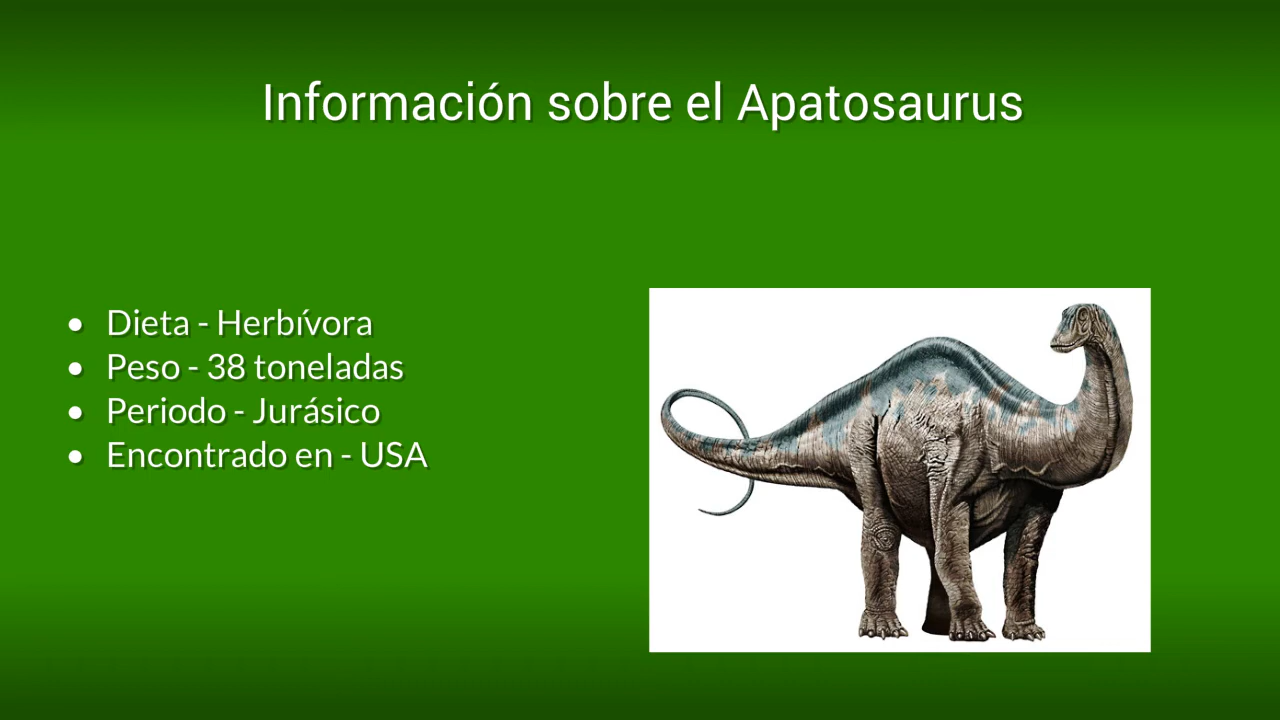 Información sobre el Apatosaurus
• Dieta - Herbívora
• Peso - 38 toneladas
• Periodo - Jurásico
• Encontrado en - USA